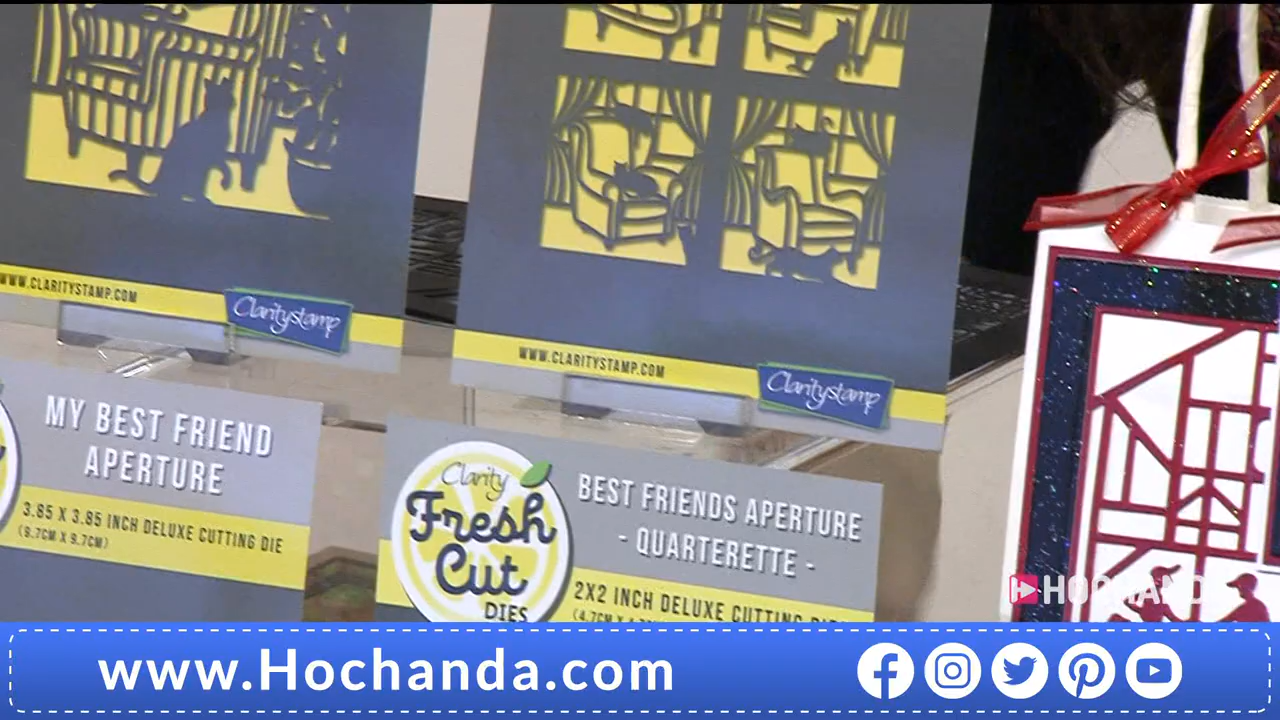 WWW.CLARITYSTAMP.COM
Claritystamp
WWW.CLARITYSTAMP.COM
Claritystamp
MY BEST FRIEND
APERTURE
3.85 X 3.85 INCH DELUXE CUTTING DIE
(9.7CM X 9.7CM)
Clarity
Fresh
Cut
DIES
BEST FRIENDS APERTURE
- QUARTERETTE -
2X2 INCH DELUXE CUTTING
HOCHANDA
www.Hochanda.com